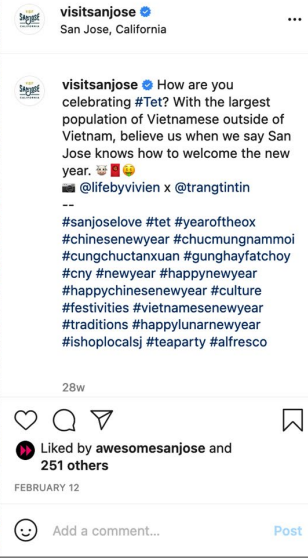 visitsanjose
San Jose, California
visitsanjose How are you
celebrating #Tet? With the largest
population of Vietnamese outside of
Vietnam, believe us when we say San
Jose knows how to welcome the new
year. 🐮🧧🤑
📷 @lifebyvivien x @trangtintin
--
#sanjoselove #tet #yearoftheox
#chinesenewyear #chucmungnammoi
#cungchuctanxuan #gunghayfatchoy
#cny #newyear #happynewyear
#happychinesenewyear #culture
#festivities #vietnamesenewyear
#traditions #happylunarnewyear
#ishoplocalsj #teaparty #alfresco
28w
Liked by awesomesanjose and
251 others
FEBRUARY 12
Add a comment...
Post